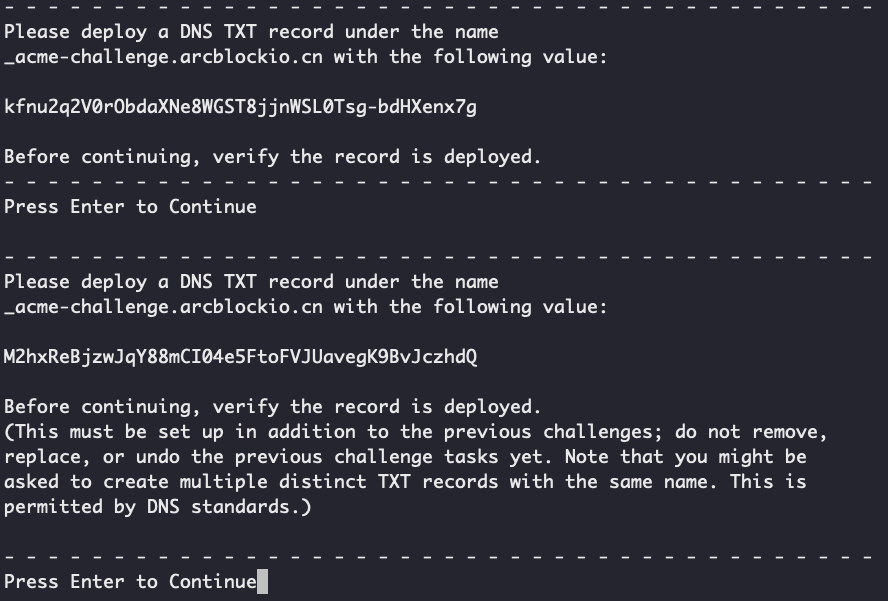 - - - - - - - - - - - - - - - - - - - - - - - - - - - - - - - - - - - - - - - -
Please deploy a DNS TXT record under the name
_acme-challenge.arcblockio.cn with the following value:
kfnu2q2V0rObdaXNe8WGST8jjnWSL0Tsg-bdHXenx7g
Before continuing, verify the record is deployed.
- - - - - - - - - - - - - - - - - - - - - - - - - - - - - - - - - - - - - - - -
Press Enter to Continue
- - - - - - - - - - - - - - - - - - - - - - - - - - - - - - - - - - - - - - - -
Please deploy a DNS TXT record under the name
_acme-challenge.arcblockio.cn with the following value:
M2hxReBjzwJqY88mCI04e5FtoFVJUavegK9BvJczhdQ
Before continuing, verify the record is deployed.
(This must be set up in addition to the previous challenges; do not remove,
replace, or undo the previous challenge tasks yet. Note that you might be
asked to create multiple distinct TXT records with the same name. This is
permitted by DNS standards.)
- - - - - - - - - - - - - - - - - - - - - - - - - - - - - - - - - - - - - - - -
Press Enter to Continue